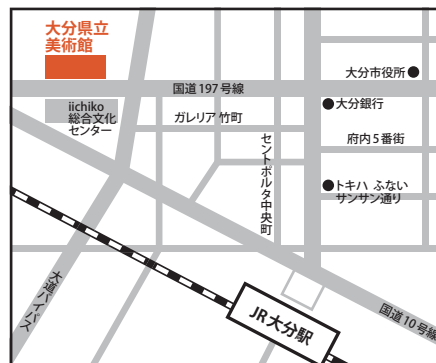 大分県立
美術館
大分市役所
国道197号線
iichiko
総合文化
センター
大分銀行
ガレリア 竹町
府内5番街
セントポルタ中央町
トキハ ふない
サンサン通り
大道バイパス
JR大分駅
国道10号線